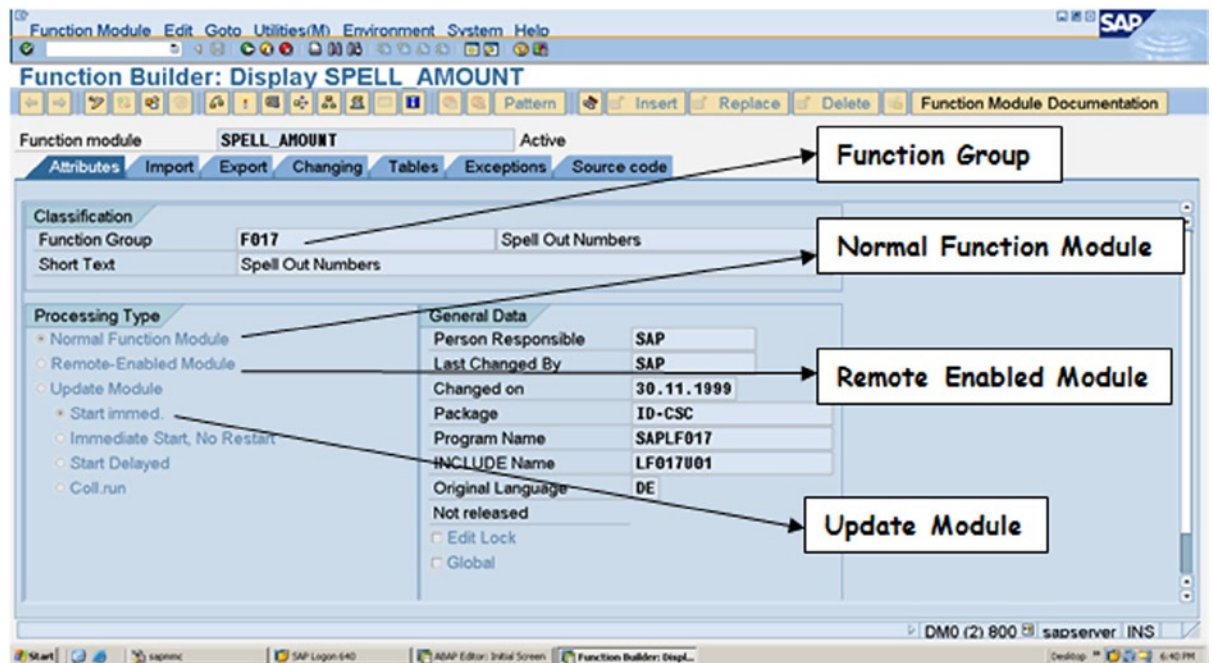 Function Module Edit Goto Utilities(M) Environment System Help
SAP
Function Builder: Display SPELL_AMOUNT
Pattern Insert Replace Delete Function Module Documentation
Function module SPELL_AMOUNT Active
Attributes Import Export Changing Tables Exceptions Source code
Function Group
Classification
Function Group F017 Spell Out Numbers
Short Text Spell Out Numbers
Normal Function Module
Processing Type
Normal Function Module
Remote-Enabled Module
Update Module
Start immed.
Immediate Start, No Restart
Start Delayed
Coll.run
General Data
Person Responsible SAP
Last Changed By SAP
Changed on 30.11.1999
Package ID-CSC
Program Name SAPLF017
INCLUDE Name LF017U01
Original Language DE
Not released
Edit Lock
Global
Remote Enabled Module
Update Module
DM0 (2) 800 sapserver INS
Start sapmmc SAP Logon 640 ABAP Editor: Initial Screen Function Builder: Displ... Desktop 6:40 PM